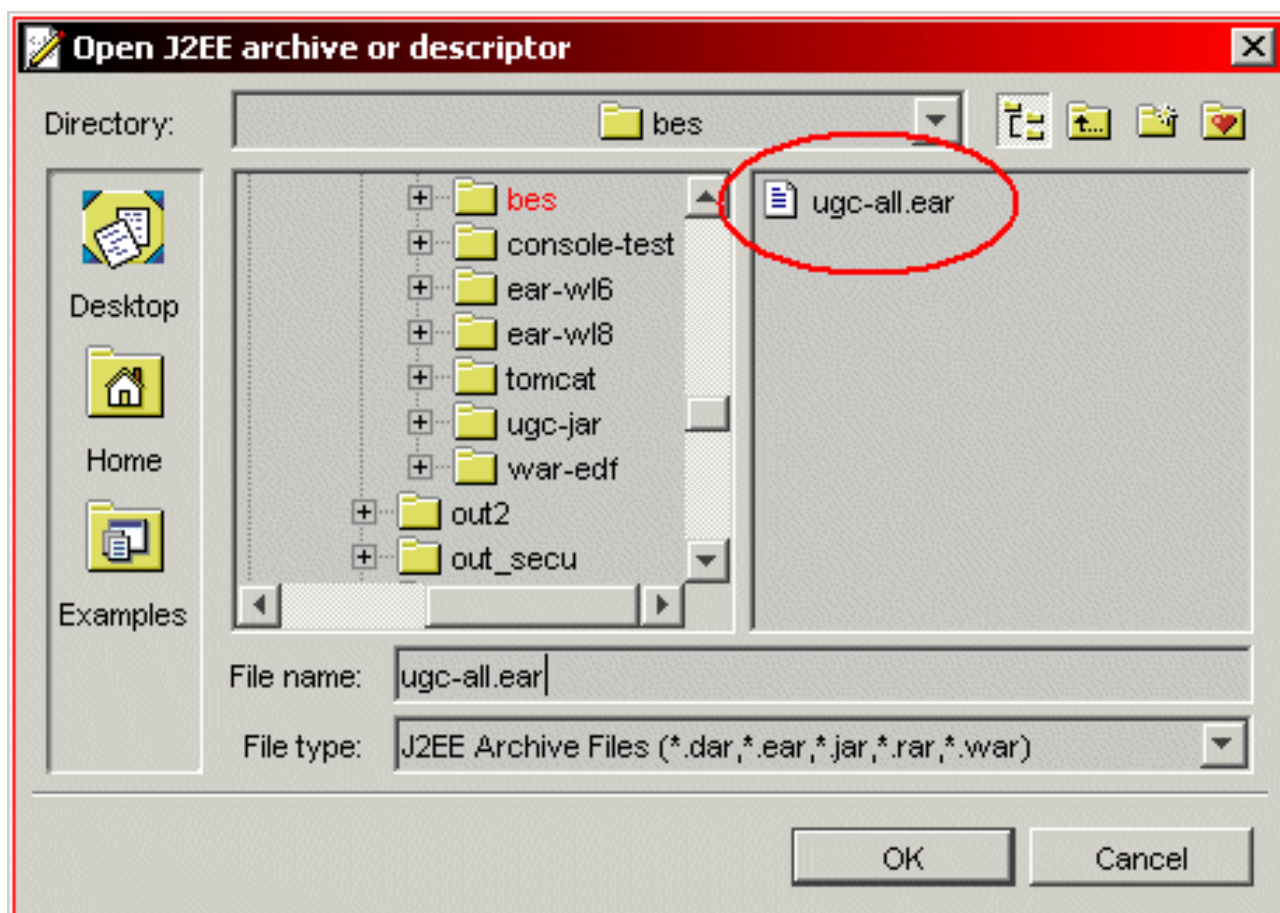 Open J2EE archive or descriptor
Directory:
bes
Desktop
Home
Examples
bes
console-test
ear-wl6
ear-wl8
tomcat
ugc-jar
war-edf
out2
out_secu
ugc-all.ear
File name:
ugc-all.ear
File type:
J2EE Archive Files (*.dar,*.ear,*.jar,*.rar,*.war)
OK
Cancel